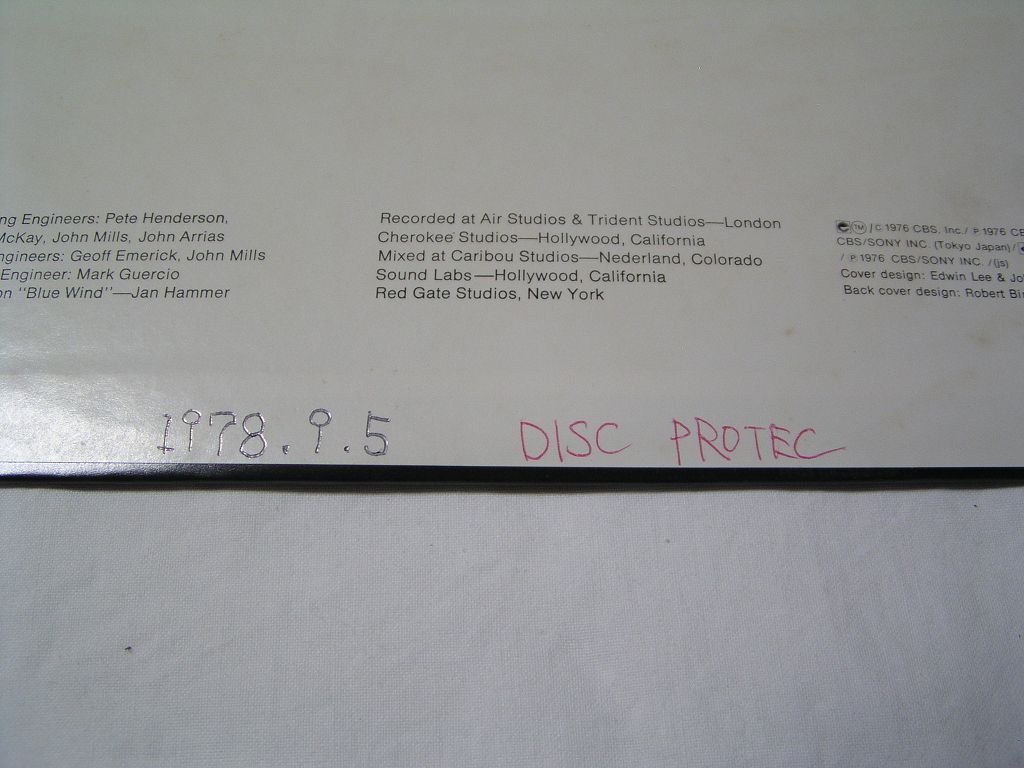 ng Engineers: Pete Henderson,
McKay, John Mills, John Arrias
ngineers: Geoff Emerick, John Mills
Engineer: Mark Guercio
on "Blue Wind"—Jan Hammer
Recorded at Air Studios & Trident Studios—London
Cherokee Studios—Hollywood, California
Mixed at Caribou Studios—Nederland, Colorado
Sound Labs—Hollywood, California
Red Gate Studios, New York
TM / © 1976 CBS, Inc./ ℗ 1976 CB
CBS/SONY INC. (Tokyo Japan)/
/ ℗ 1976 CBS/SONY INC. /(js)
Cover design: Edwin Lee & Jo
Back cover design: Robert Bi
1978.9.5
DISC PROTEC